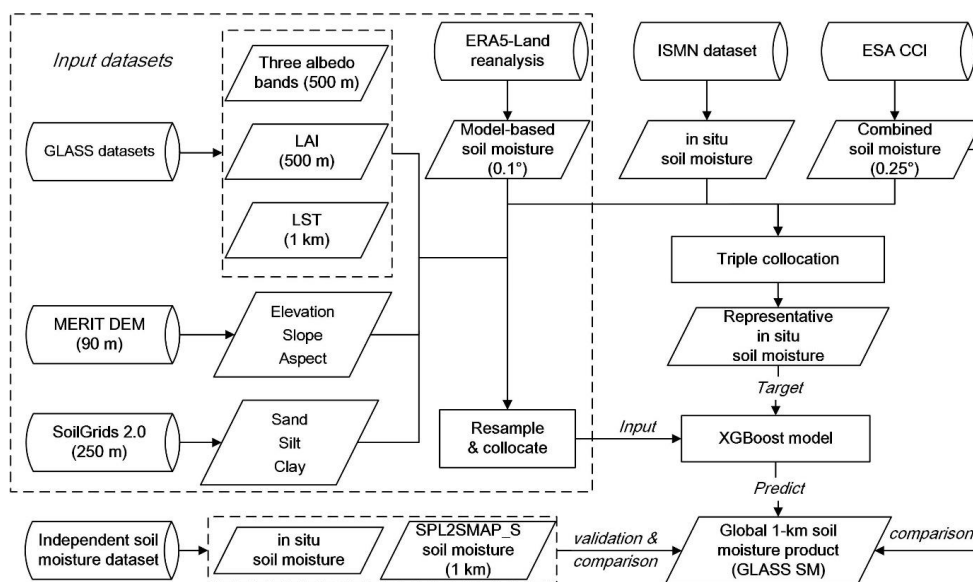 Input datasets
Three albedo
bands (500 m)
ERA5-Land
reanalysis
ISMN dataset
ESA CCI
GLASS datasets
LAI
(500 m)
Model-based
soil moisture
(0.1°)
in situ
soil moisture
Combined
soil moisture
(0.25°)
LST
(1 km)
Triple collocation
MERIT DEM
(90 m)
Elevation
Slope
Aspect
Representative
in situ
soil moisture
Target
SoilGrids 2.0
(250 m)
Sand
Silt
Clay
Resample
& collocate
Input
XGBoost model
Predict
Independent soil
moisture dataset
in situ
soil moisture
SPL2SMAP_S
soil moisture
(1 km)
validation &
comparison
Global 1-km soil
moisture product
(GLASS SM)
comparison